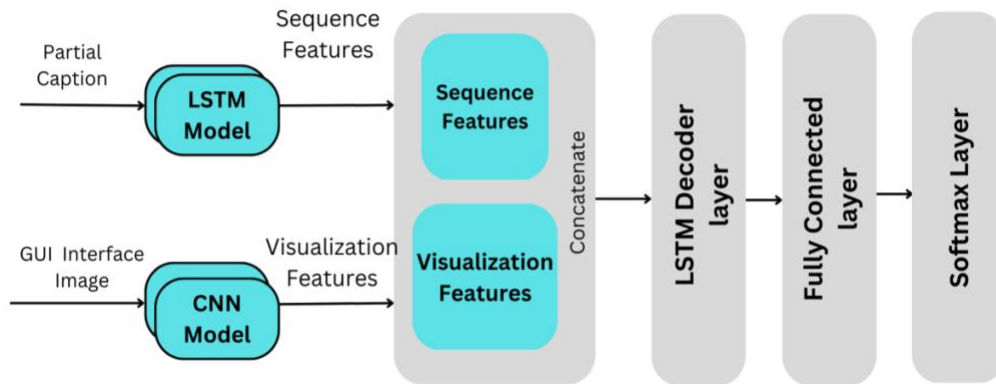 Partial
Caption
LSTM
Model
Sequence
Features
Sequence
Features
GUI Interface
Image
CNN
Model
Visualization
Features
Visualization
Features
Concatenate
LSTM Decoder
layer
Fully Connected
layer
Softmax Layer